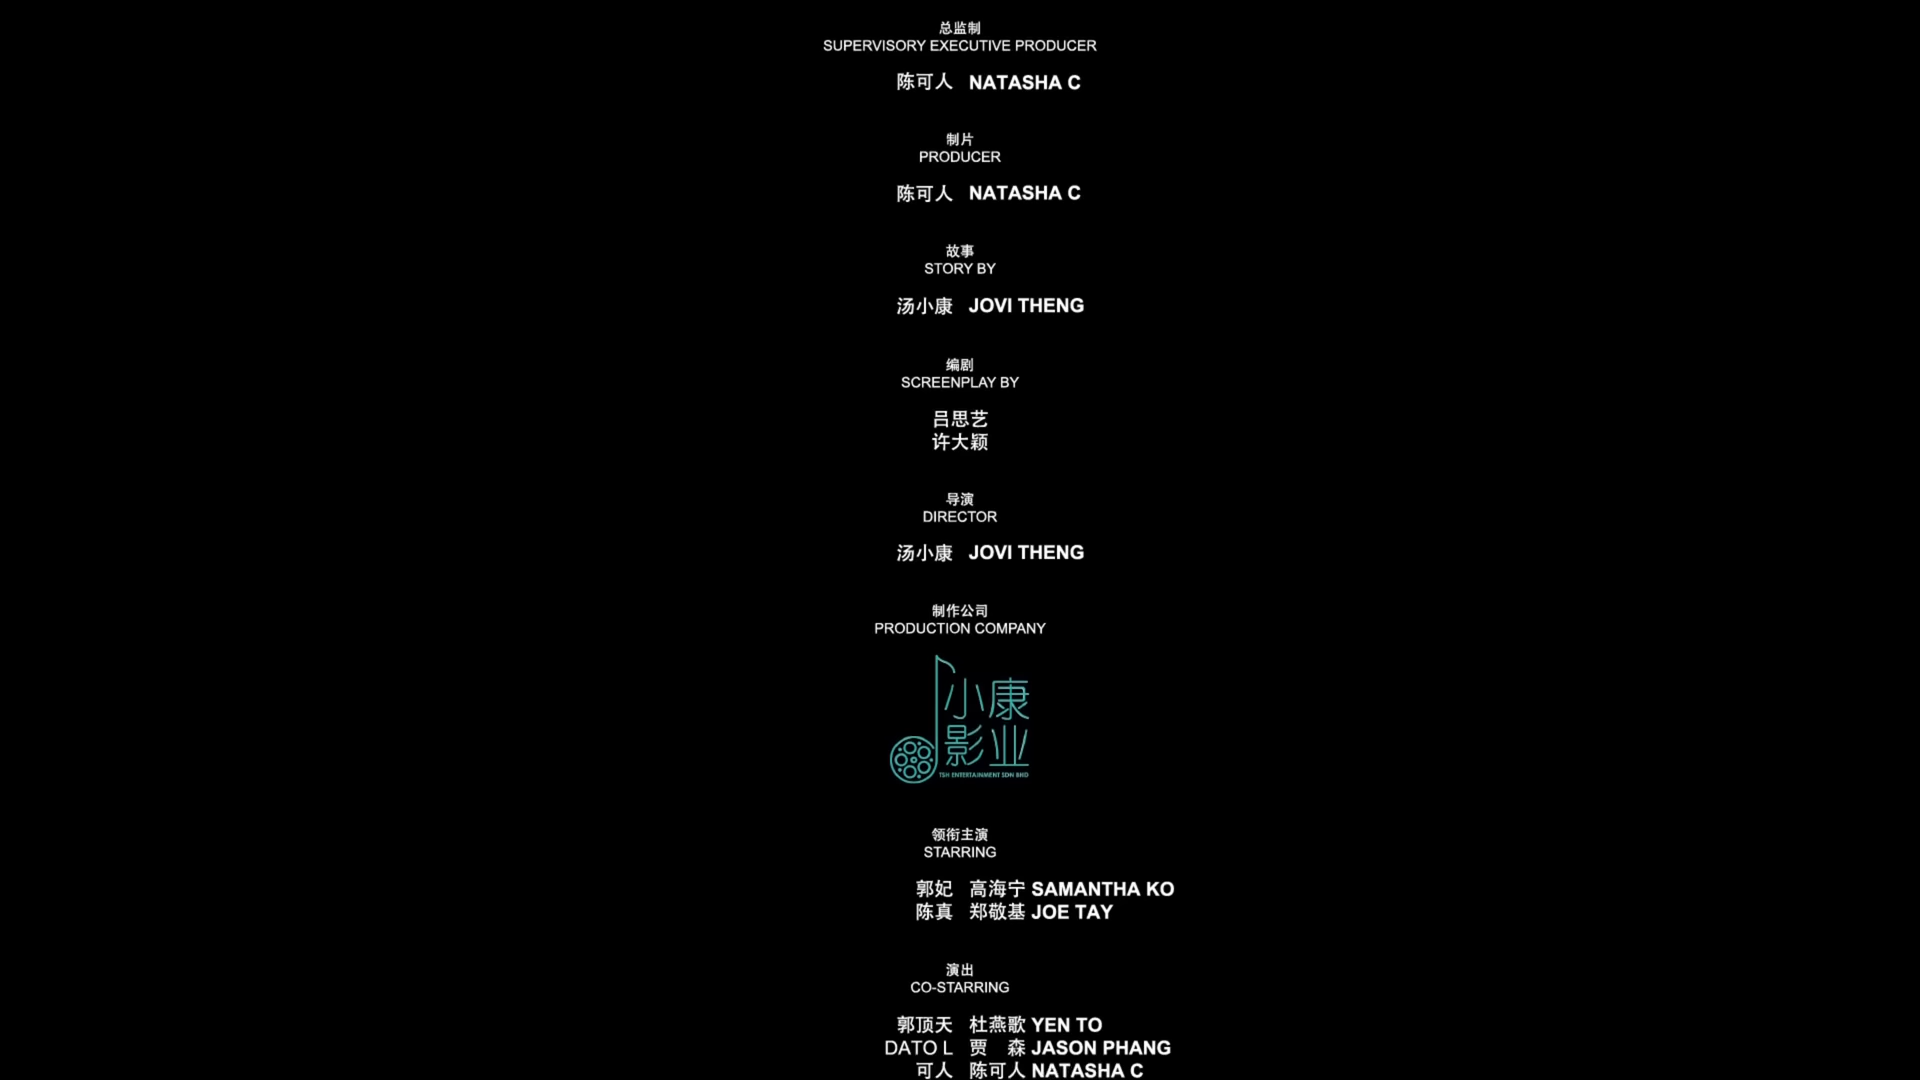 总监制
SUPERVISORY EXECUTIVE PRODUCER
陈可人 NATASHA C
制片
PRODUCER
陈可人 NATASHA C
故事
STORY BY
汤小康 JOVI THENG
编剧
SCREENPLAY BY
吕思艺
许大颖
导演
DIRECTOR
汤小康 JOVI THENG
制作公司
PRODUCTION COMPANY
小康
影业
TSH ENTERTAINMENT SDN BHD
领衔主演
STARRING
郭妃 高海宁 SAMANTHA KO
陈真 郑敬基 JOE TAY
演出
CO-STARRING
郭顶天 杜燕歌 YEN TO
DATO L 贾 森 JASON PHANG
可人 陈可人 NATASHA C